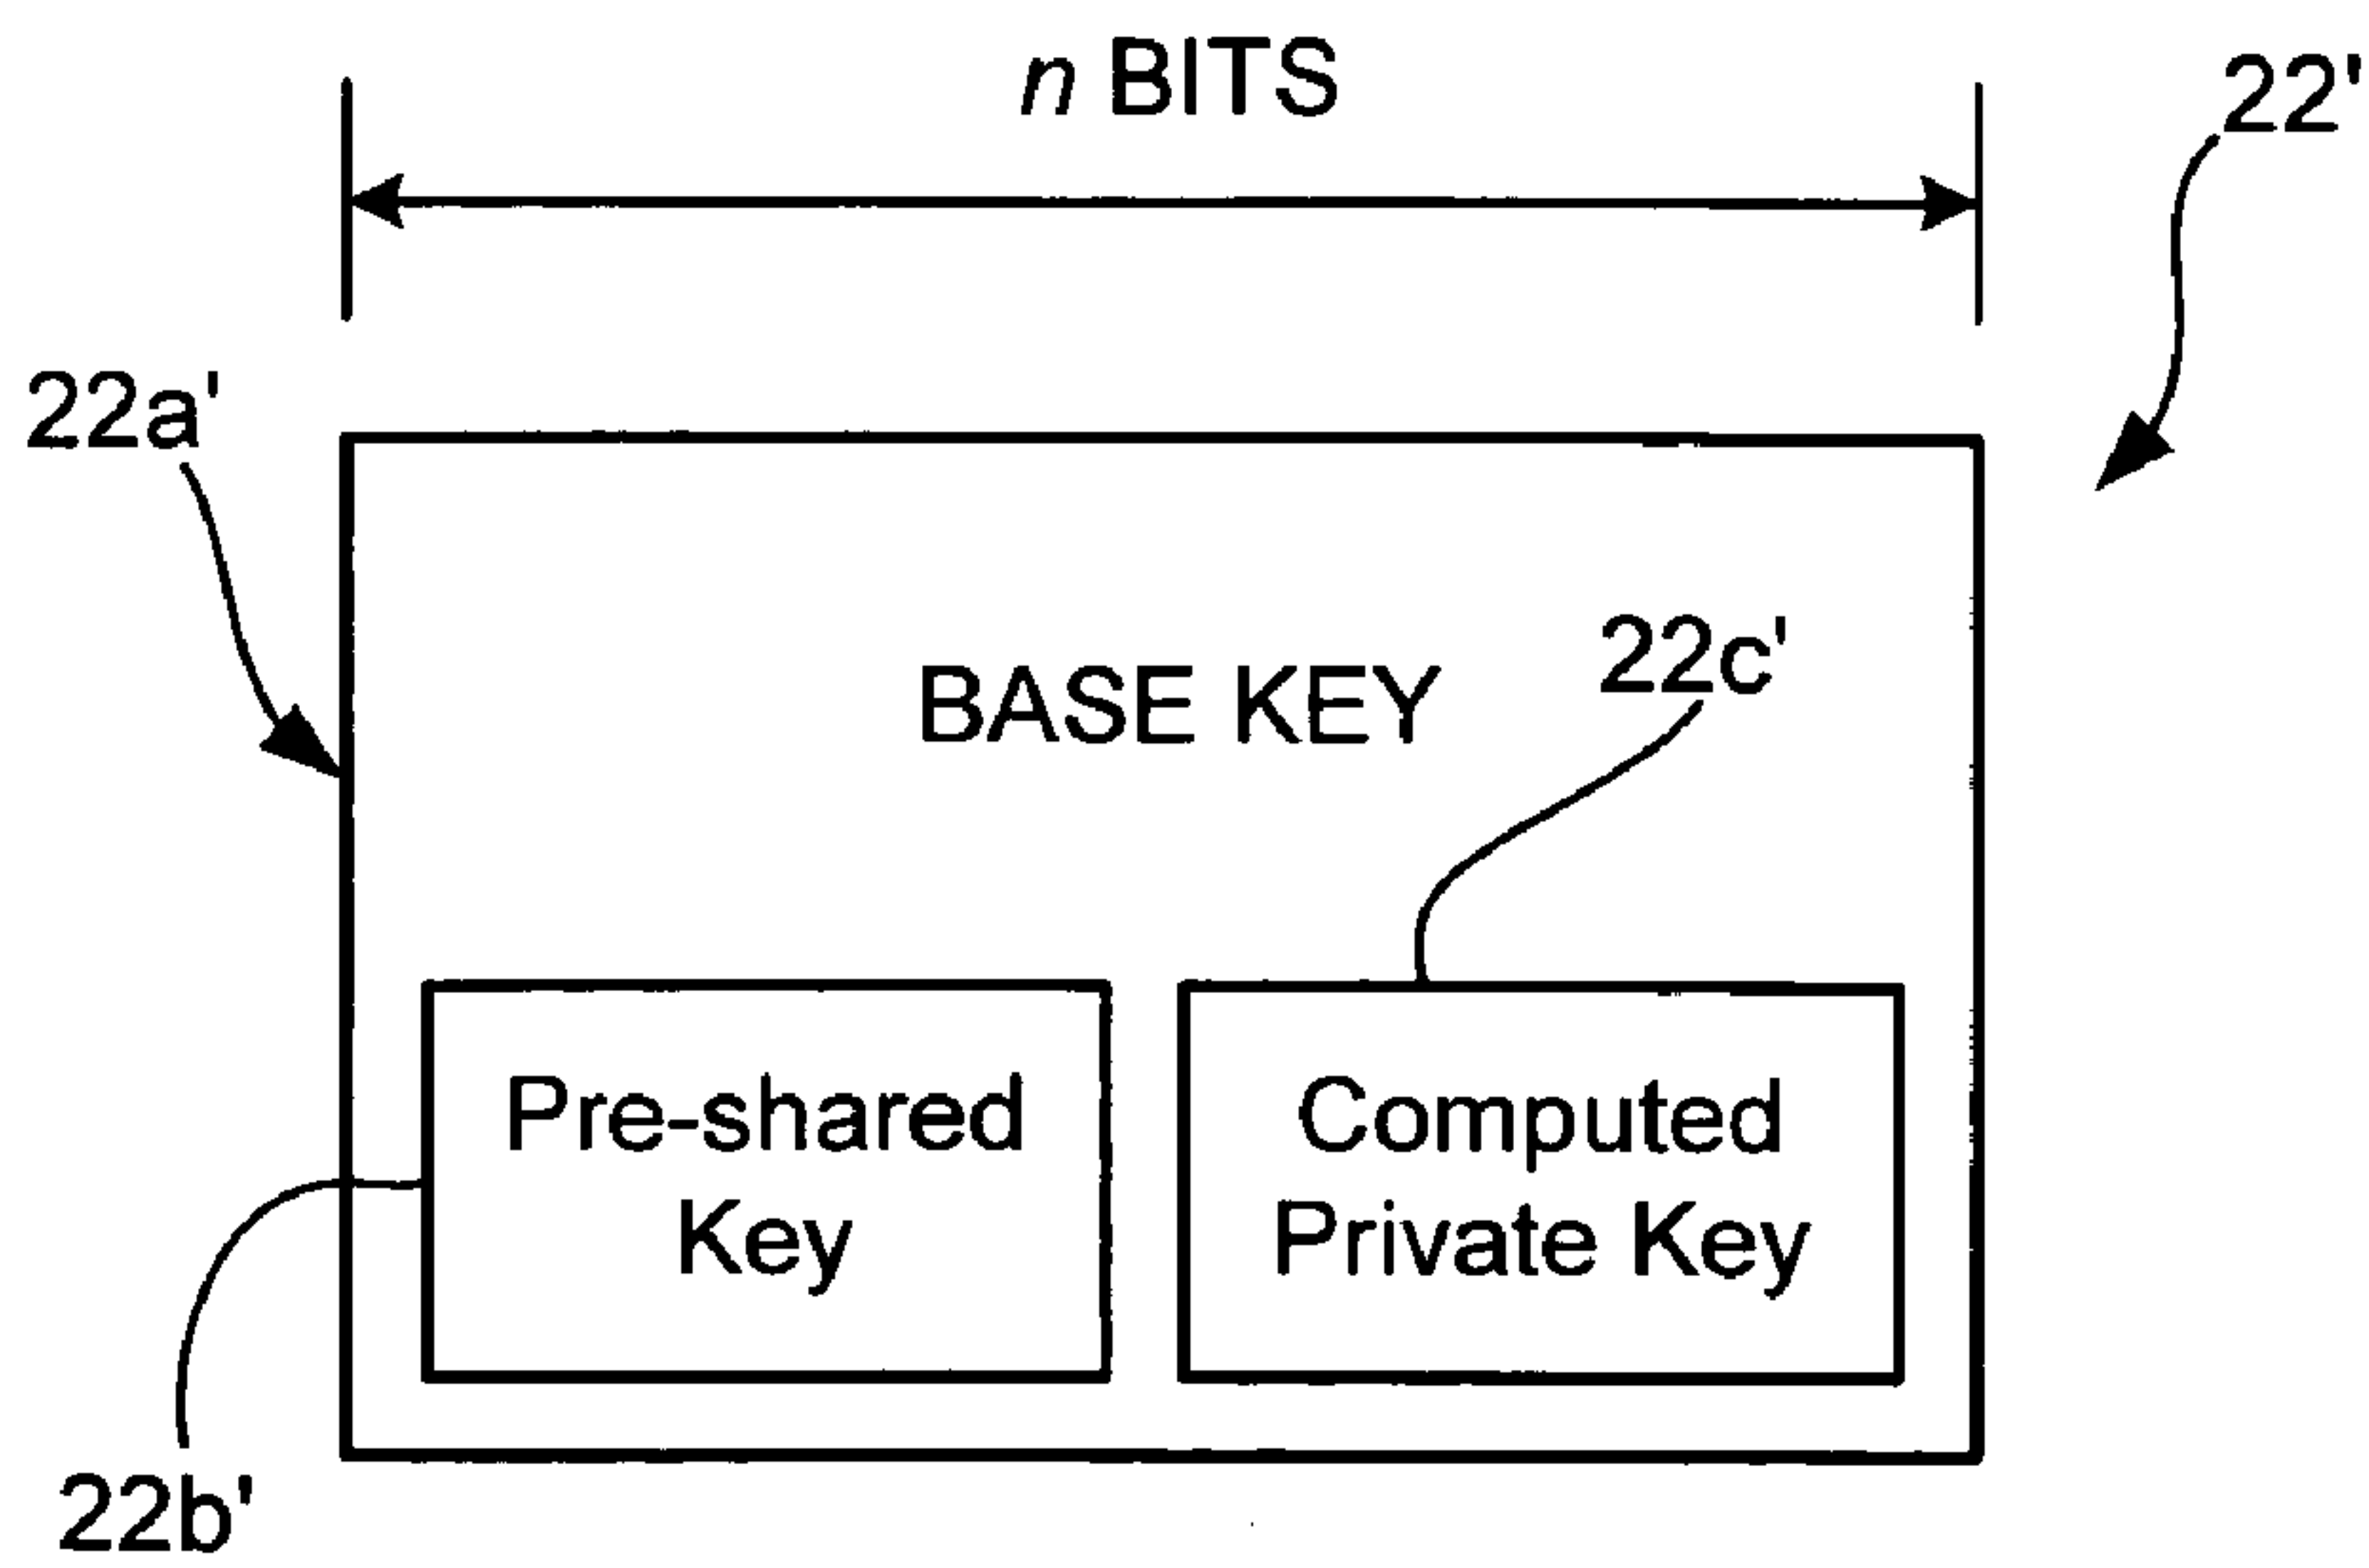 n BITS
22'
22a'
22c'
BASE KEY
Pre-shared
Key
Computed
Private Key
22b'